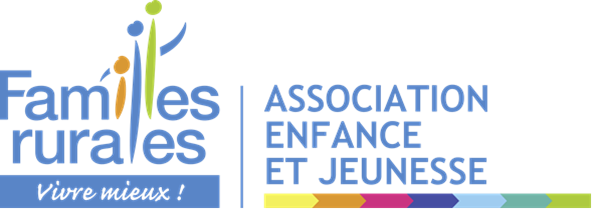 Familles
rurales
Vivre mieux !
ASSOCIATION
ENFANCE
ET JEUNESSE